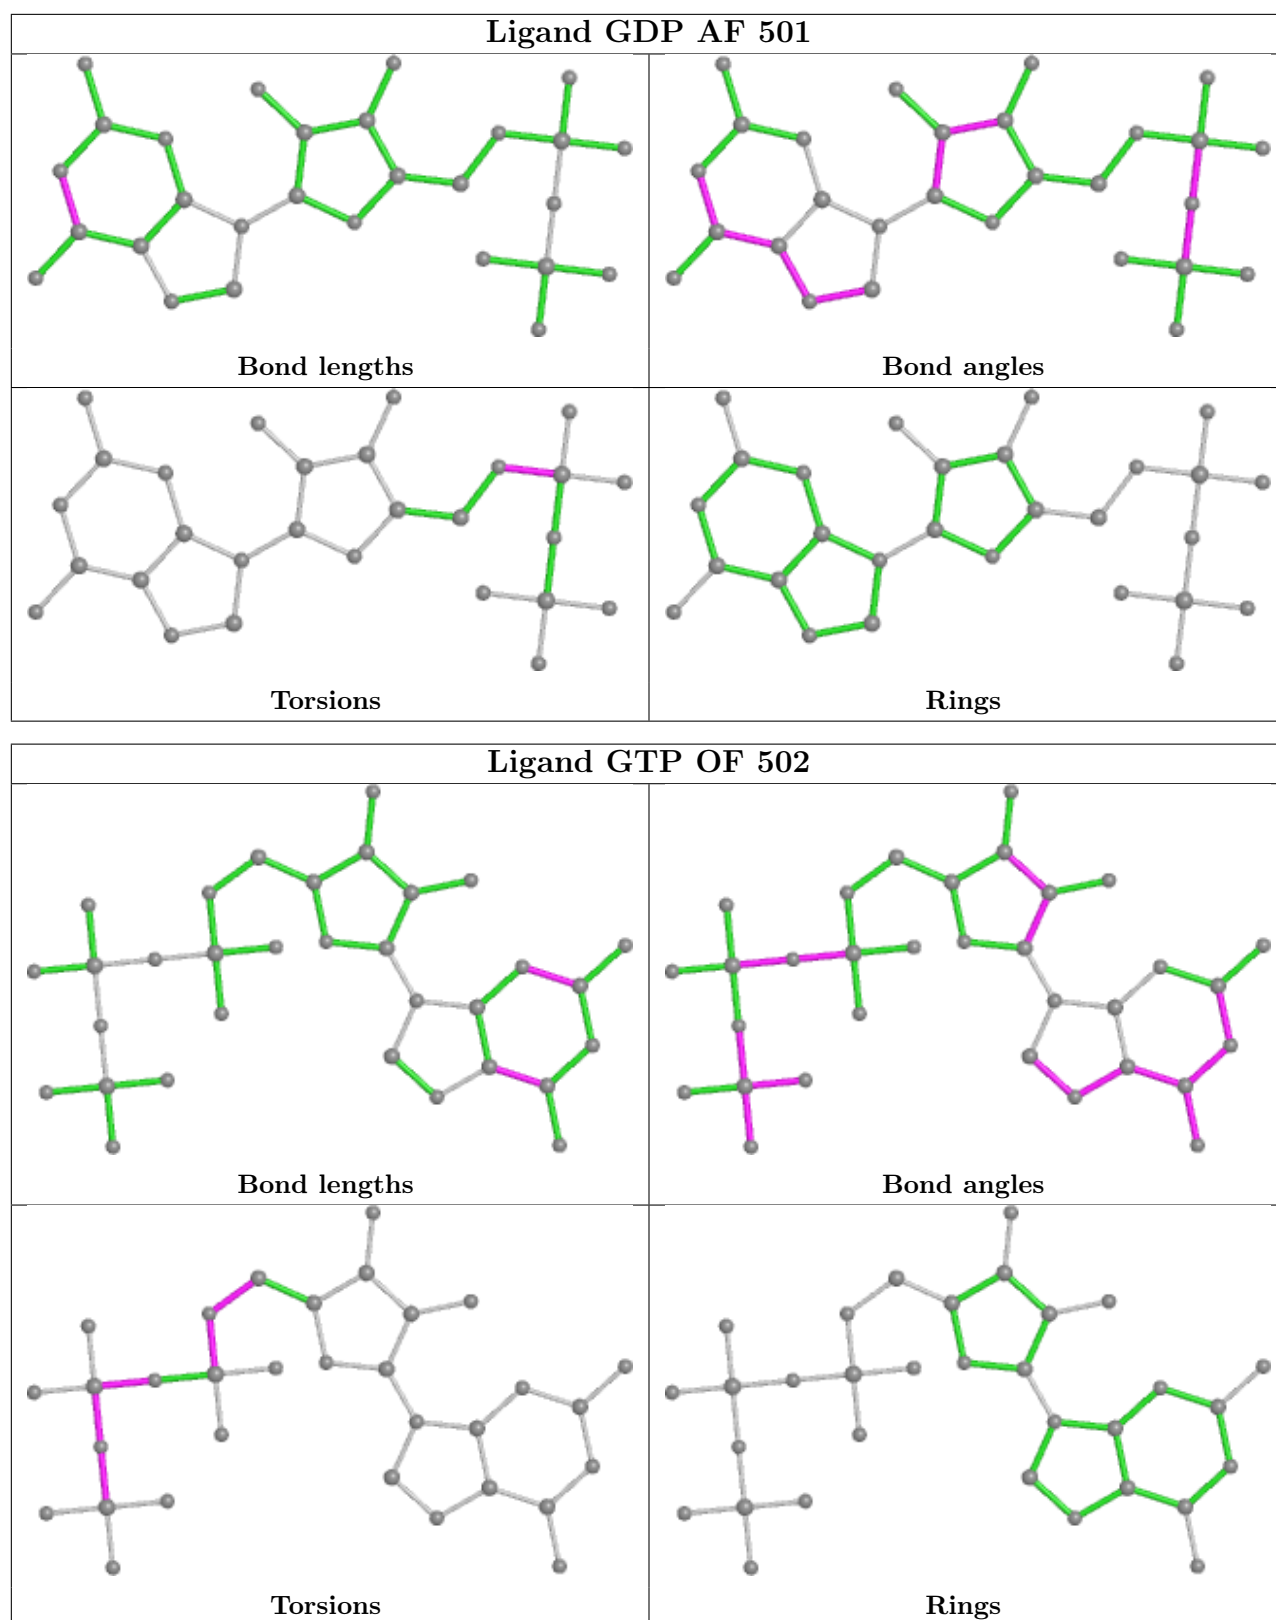 Ligand GDP AF 501
Bond lengths
Bond angles
Torsions
Rings
Ligand GTP OF 502
Bond lengths
Bond angles
Torsions
Rings